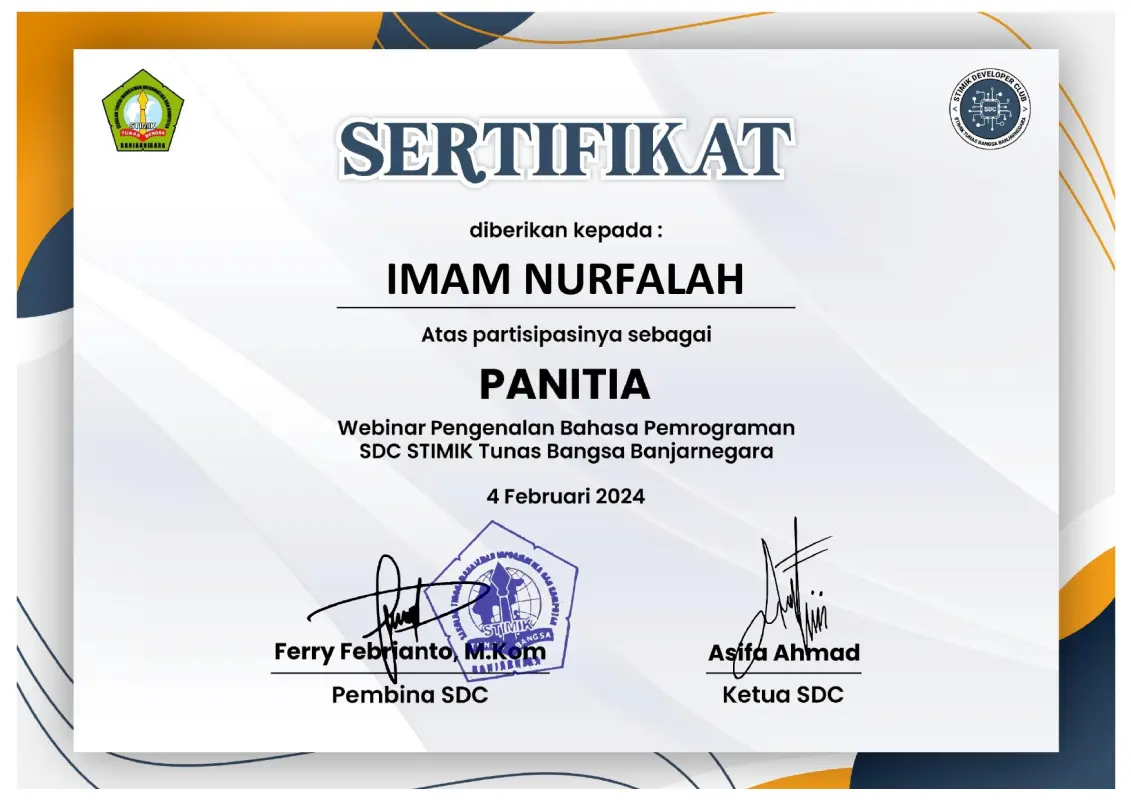 STIMIK
TUNAS BANGSA
BANJARNEGARA
STIMIK DEVELOPER CLUB
SDC
STIMIK TUNAS BANGSA BANJARNEGARA
SERTIFIKAT
diberikan kepada :
IMAM NURFALAH
Atas partisipasinya sebagai
PANITIA
Webinar Pengenalan Bahasa Pemrograman
SDC STIMIK Tunas Bangsa Banjarnegara
4 Februari 2024
STIMIK
BANGSA
Ferry Febrianto, M.Kom
Pembina SDC
Asifa Ahmad
Ketua SDC